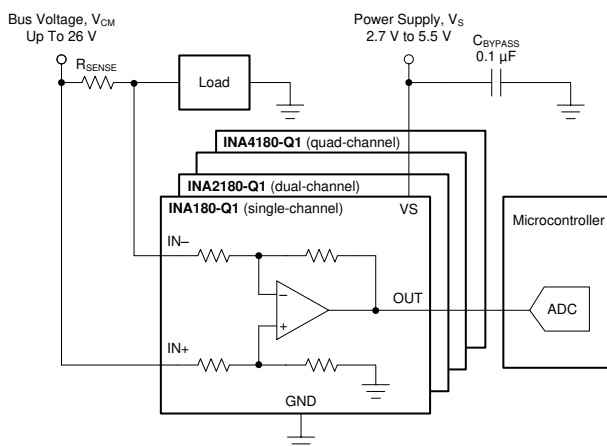 Bus Voltage, VCM
Up To 26 V
RSENSE
Load
Power Supply, VS
2.7 V to 5.5 V
CBYPASS
0.1 µF
INA4180-Q1 (quad-channel)
INA2180-Q1 (dual-channel)
INA180-Q1 (single-channel)
VS
Microcontroller
IN−
−
OUT
ADC
+
IN+
GND